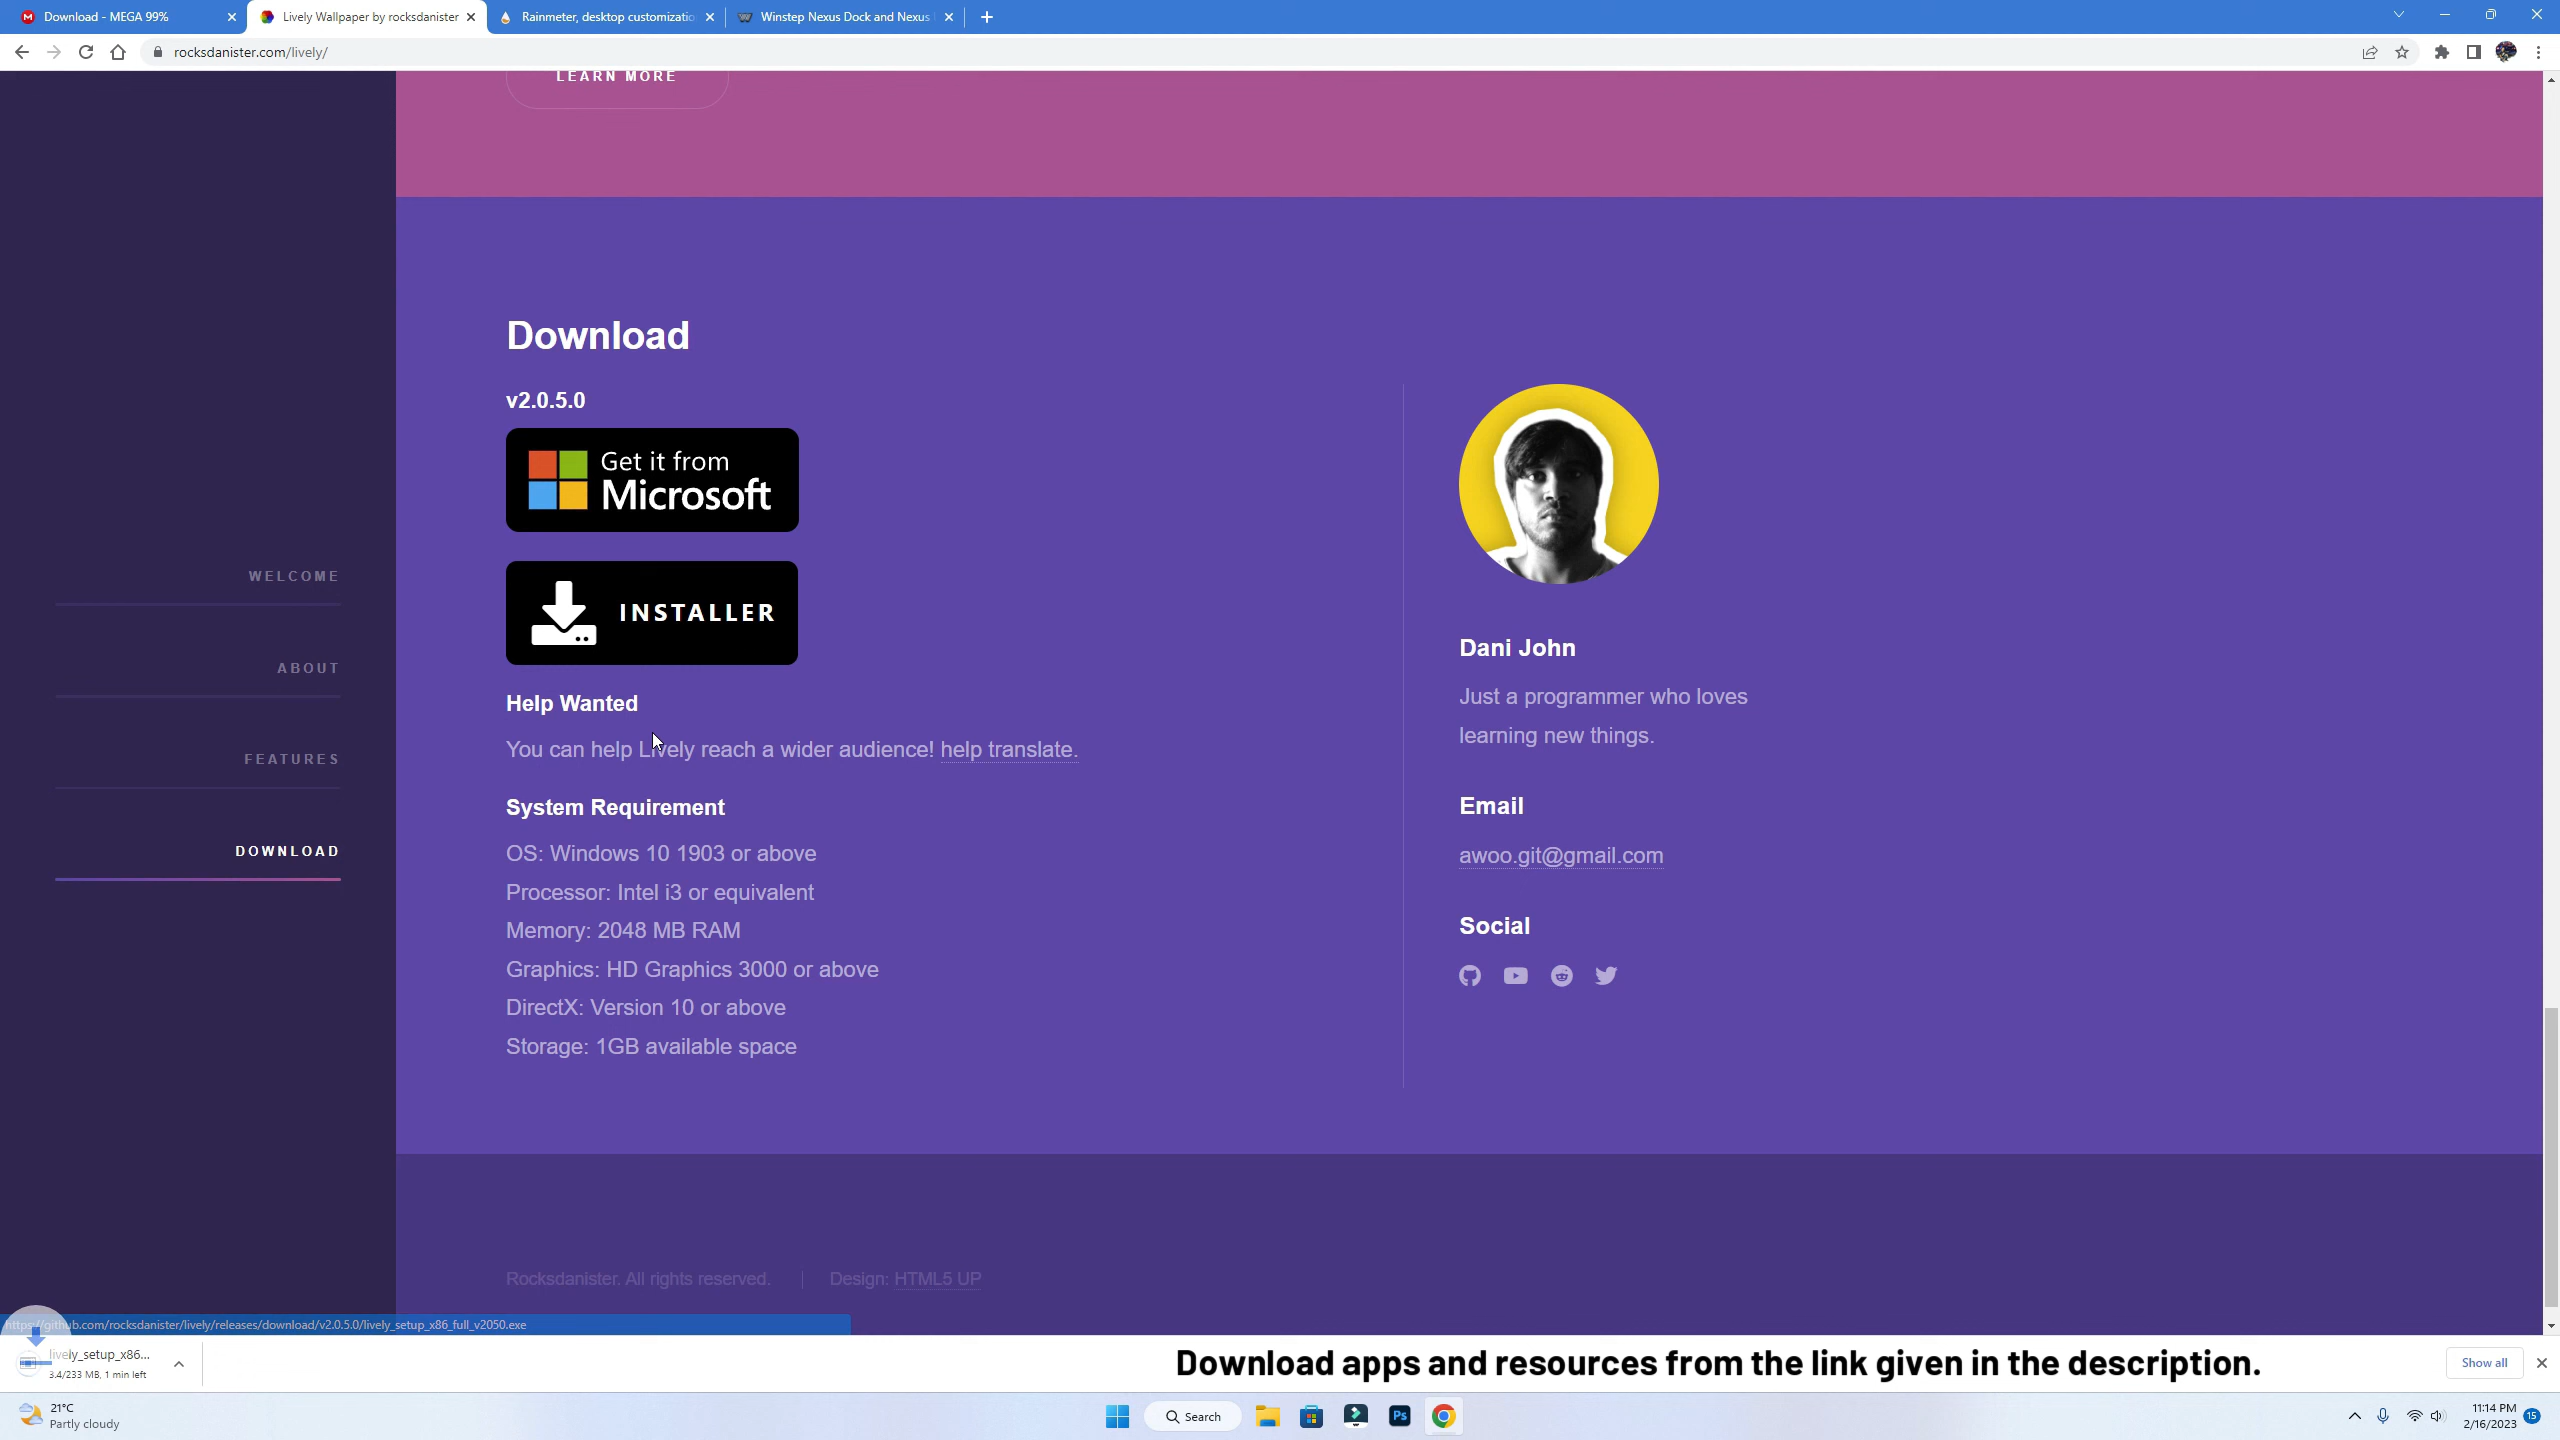 Download - MEGA 99%
Lively Wallpaper by rocksdanister
Rainmeter, desktop customizatio
Winstep Nexus Dock and Nexus
rocksdanister.com/lively/
LEARN MORE
Download
v2.0.5.0
Get it from
Microsoft
INSTALLER
Help Wanted
You can help Lively reach a wider audience! help translate.
System Requirement
OS: Windows 10 1903 or above
Processor: Intel i3 or equivalent
Memory: 2048 MB RAM
Graphics: HD Graphics 3000 or above
DirectX: Version 10 or above
Storage: 1GB available space
WELCOME
ABOUT
FEATURES
DOWNLOAD
Dani John
Just a programmer who loves
learning new things.
Email
awoo.git@gmail.com
Social
Rocksdanister. All rights reserved.
Design: HTML5 UP
https://github.com/rocksdanister/lively/releases/download/v2.0.5.0/lively_setup_x86_full_v2050.exe
lively_setup_x86...
3.4/233 MB, 1 min left
Download apps and resources from the link given in the description.
Show all
21°C
Partly cloudy
Search
Ps
11:14 PM
2/16/2023
15